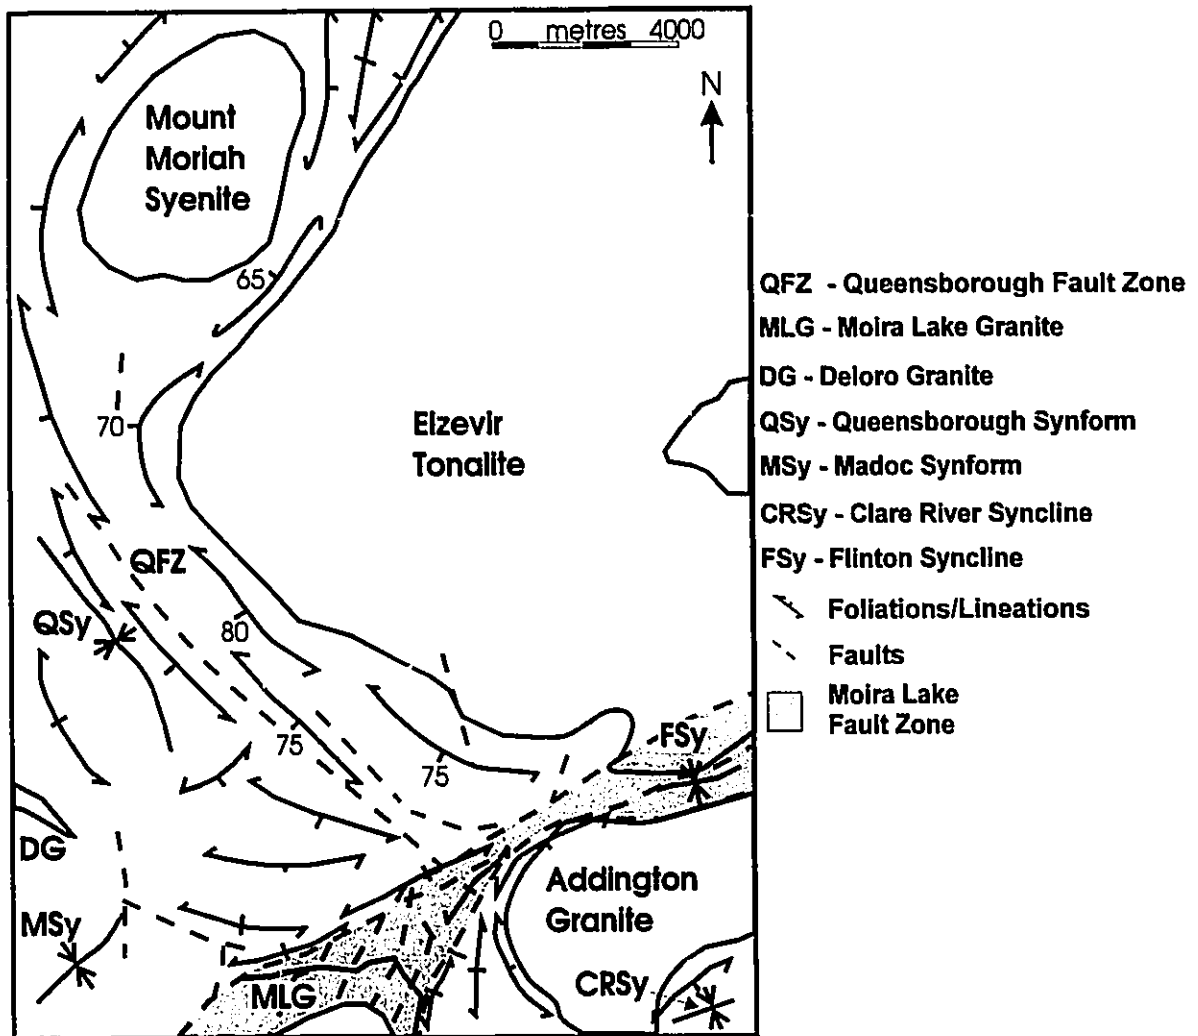 0 metres 4000
N
Mount
Moriah
Syenite
65
70
Elzevir
Tonalite
QFZ
QSy
80
75
75
FSy
DG
MSy
Addington
Granite
MLG
CRSy
QFZ - Queensborough Fault Zone
MLG - Moira Lake Granite
DG - Deloro Granite
QSy - Queensborough Synform
MSy - Madoc Synform
CRSy - Clare River Syncline
FSy - Flinton Syncline
Foliations/Lineations
Faults
Moira Lake
Fault Zone